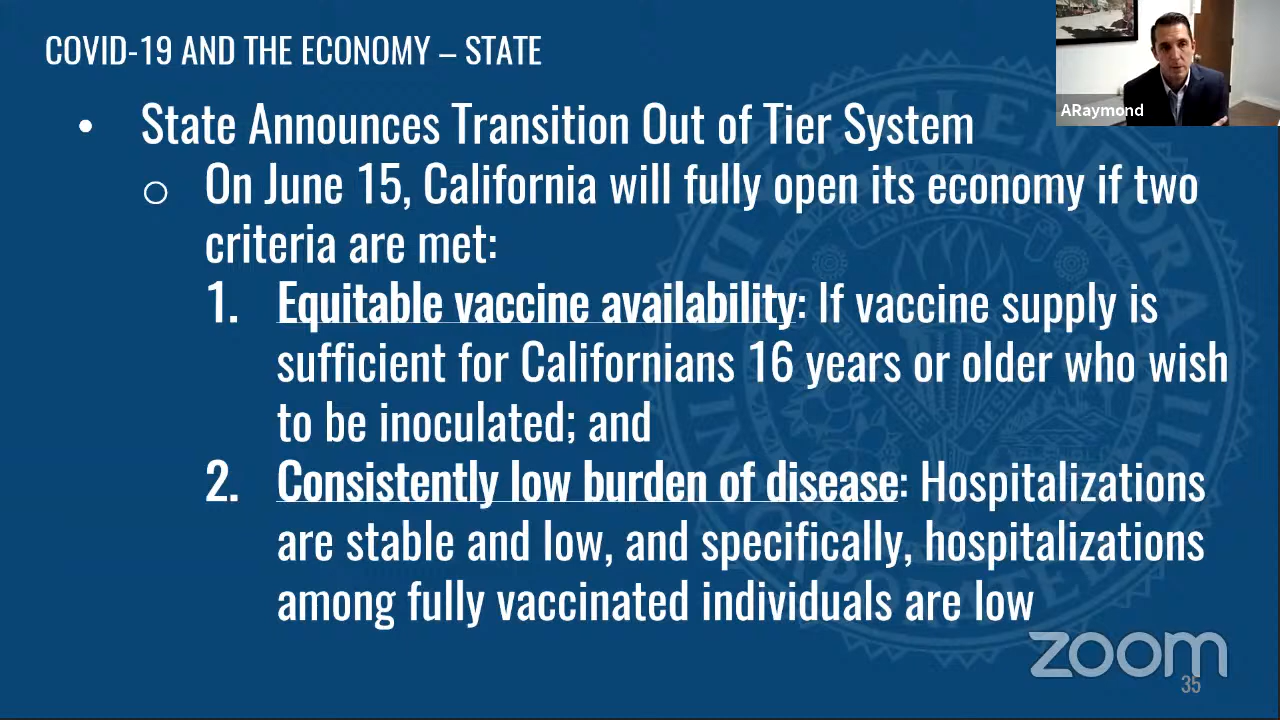 COVID-19 AND THE ECONOMY – STATE
ARaymond
• State Announces Transition Out of Tier System
o On June 15, California will fully open its economy if two
criteria are met:
1. Equitable vaccine availability: If vaccine supply is
sufficient for Californians 16 years or older who wish
to be inoculated; and
2. Consistently low burden of disease: Hospitalizations
are stable and low, and specifically, hospitalizations
among fully vaccinated individuals are low
zoom
35